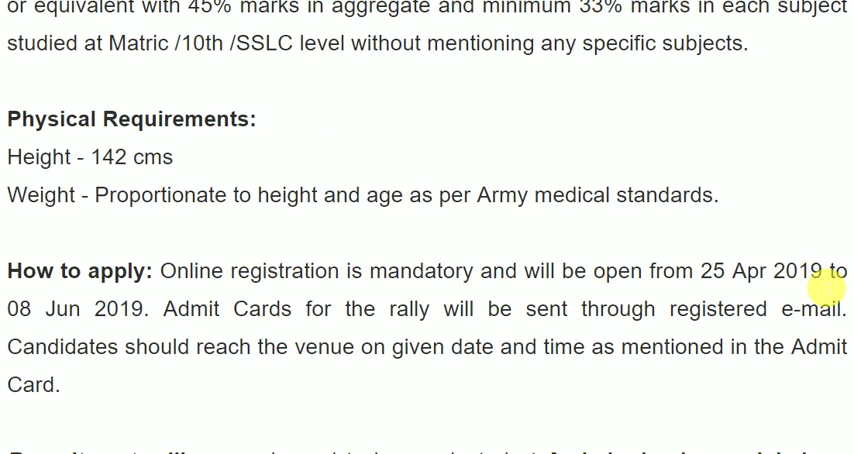 or equivalent with 45% marks in aggregate and minimum 33% marks in each subject
studied at Matric /10th /SSLC level without mentioning any specific subjects.
Physical Requirements:
Height - 142 cms
Weight - Proportionate to height and age as per Army medical standards.
How to apply: Online registration is mandatory and will be open from 25 Apr 2019 to
08 Jun 2019. Admit Cards for the rally will be sent through registered e-mail.
Candidates should reach the venue on given date and time as mentioned in the Admit
Card.